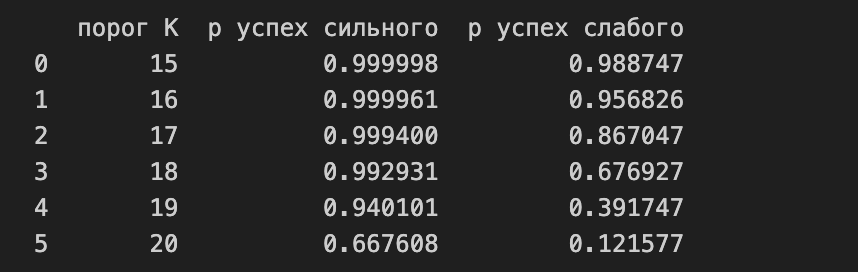 порог K р успех сильного р успех слабого
0 15 0.999998 0.988747
1 16 0.999961 0.956826
2 17 0.999400 0.867047
3 18 0.992931 0.676927
4 19 0.940101 0.391747
5 20 0.667608 0.121577